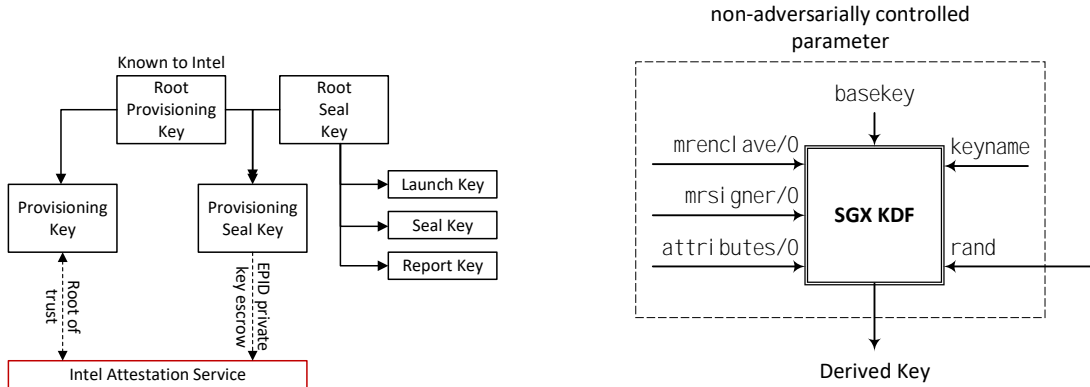 Known to Intel
Root
Provisioning
Key
Root
Seal
Key
Provisioning
Key
Provisioning
Seal Key
Launch Key
Seal Key
Report Key
Root of
trust
EPID private
key escrow
Intel Attestation Service
non-adversarially controlled
parameter
basekey
mrenclave/0
keyname
mrsigner/0
SGX KDF
attributes/0
rand
Derived Key